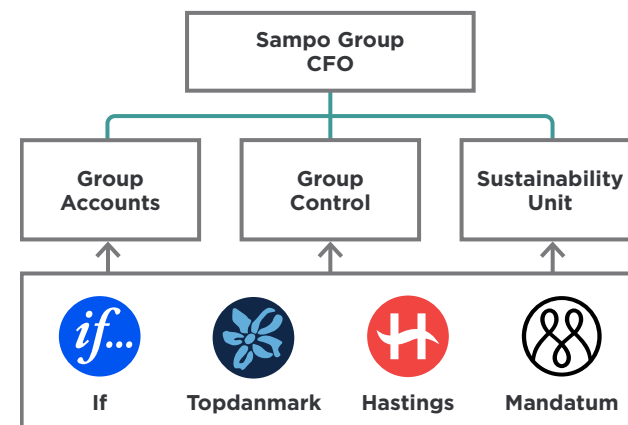 Sampo Group
CFO
Group
Accounts
Group
Control
Sustainability
Unit
if...
If
Topdanmark
Hastings
Mandatum